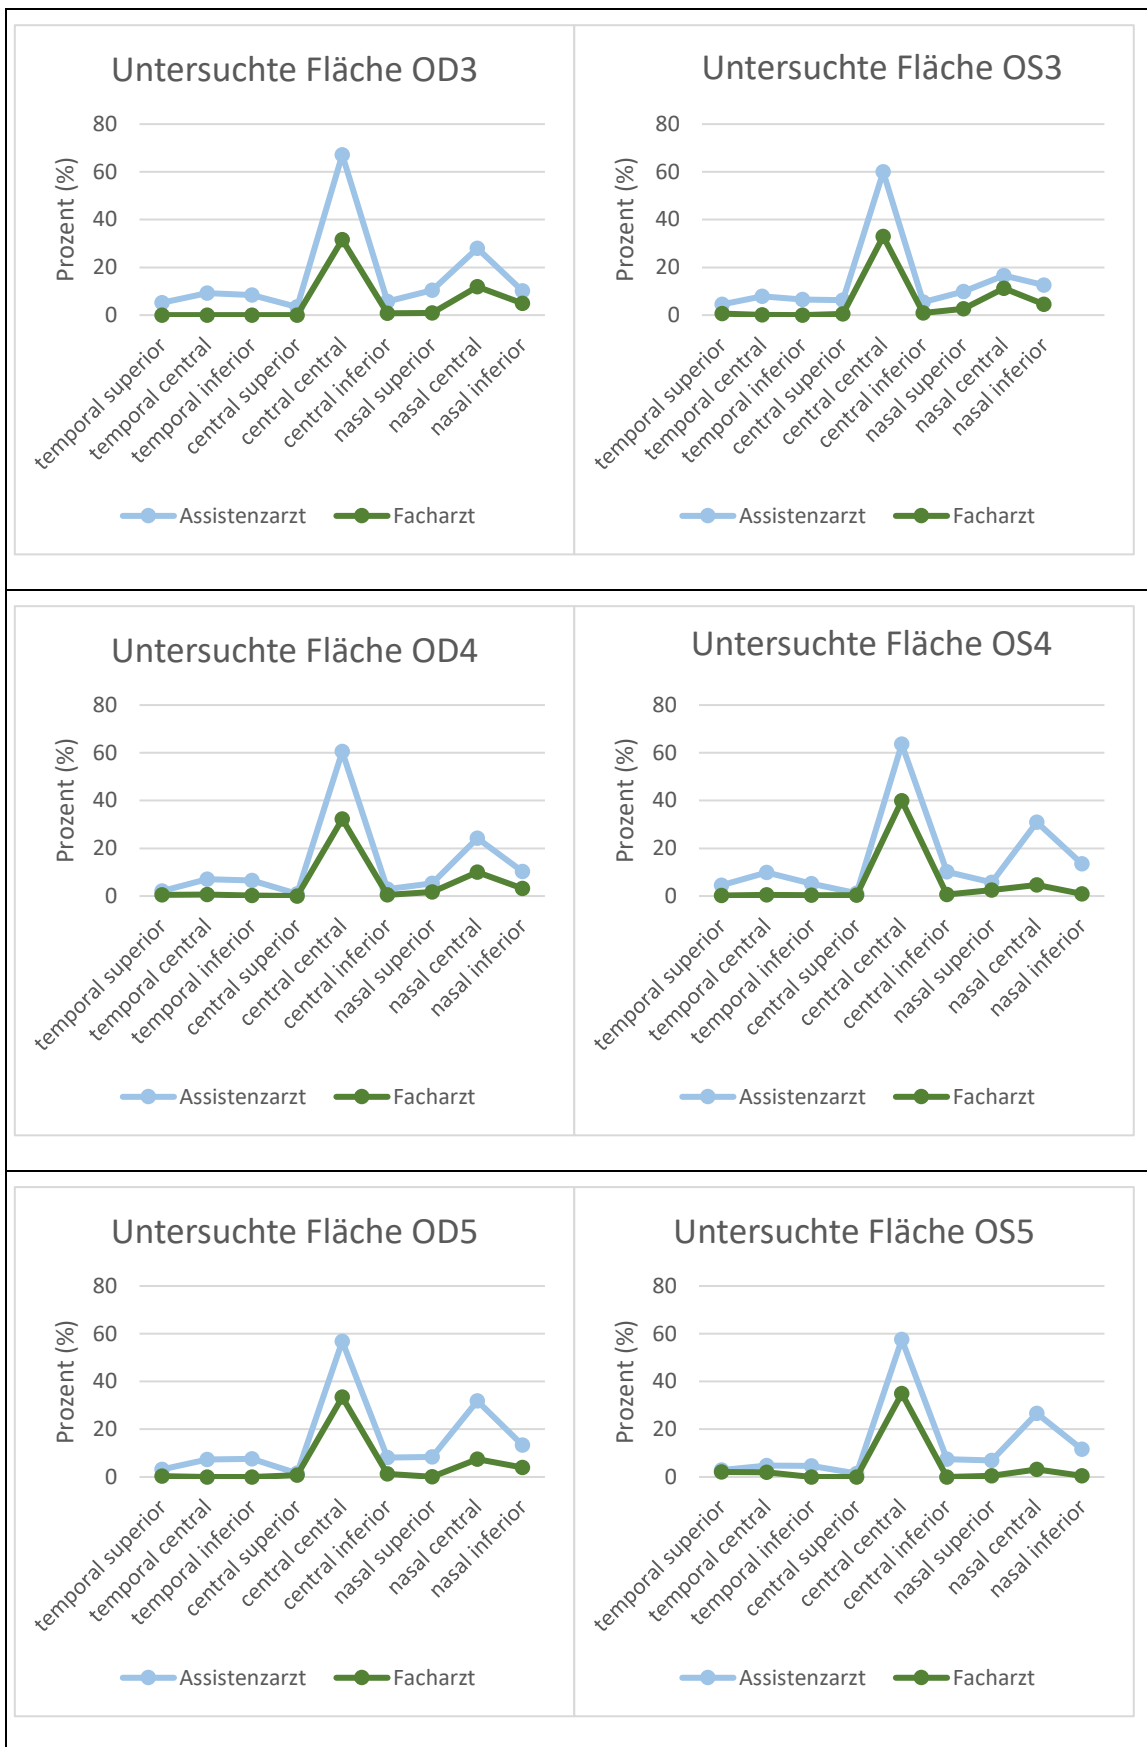 Untersuchte Fläche OD3
Prozent (%)
80
60
40
20
0
temporal superior
temporal central
temporal inferior
central superior
central central
central inferior
nasal superior
nasal central
nasal inferior
Assistenzarzt
Facharzt
Untersuchte Fläche OS3
Prozent (%)
80
60
40
20
0
temporal superior
temporal central
temporal inferior
central superior
central central
central inferior
nasal superior
nasal central
nasal inferior
Assistenzarzt
Facharzt
Untersuchte Fläche OD4
Prozent (%)
80
60
40
20
0
temporal superior
temporal central
temporal inferior
central superior
central central
central inferior
nasal superior
nasal central
nasal inferior
Assistenzarzt
Facharzt
Untersuchte Fläche OS4
Prozent (%)
80
60
40
20
0
temporal superior
temporal central
temporal inferior
central superior
central central
central inferior
nasal superior
nasal central
nasal inferior
Assistenzarzt
Facharzt
Untersuchte Fläche OD5
Prozent (%)
80
60
40
20
0
temporal superior
temporal central
temporal inferior
central superior
central central
central inferior
nasal superior
nasal central
nasal inferior
Assistenzarzt
Facharzt
Untersuchte Fläche OS5
Prozent (%)
80
60
40
20
0
temporal superior
temporal central
temporal inferior
central superior
central central
central inferior
nasal superior
nasal central
nasal inferior
Assistenzarzt
Facharzt